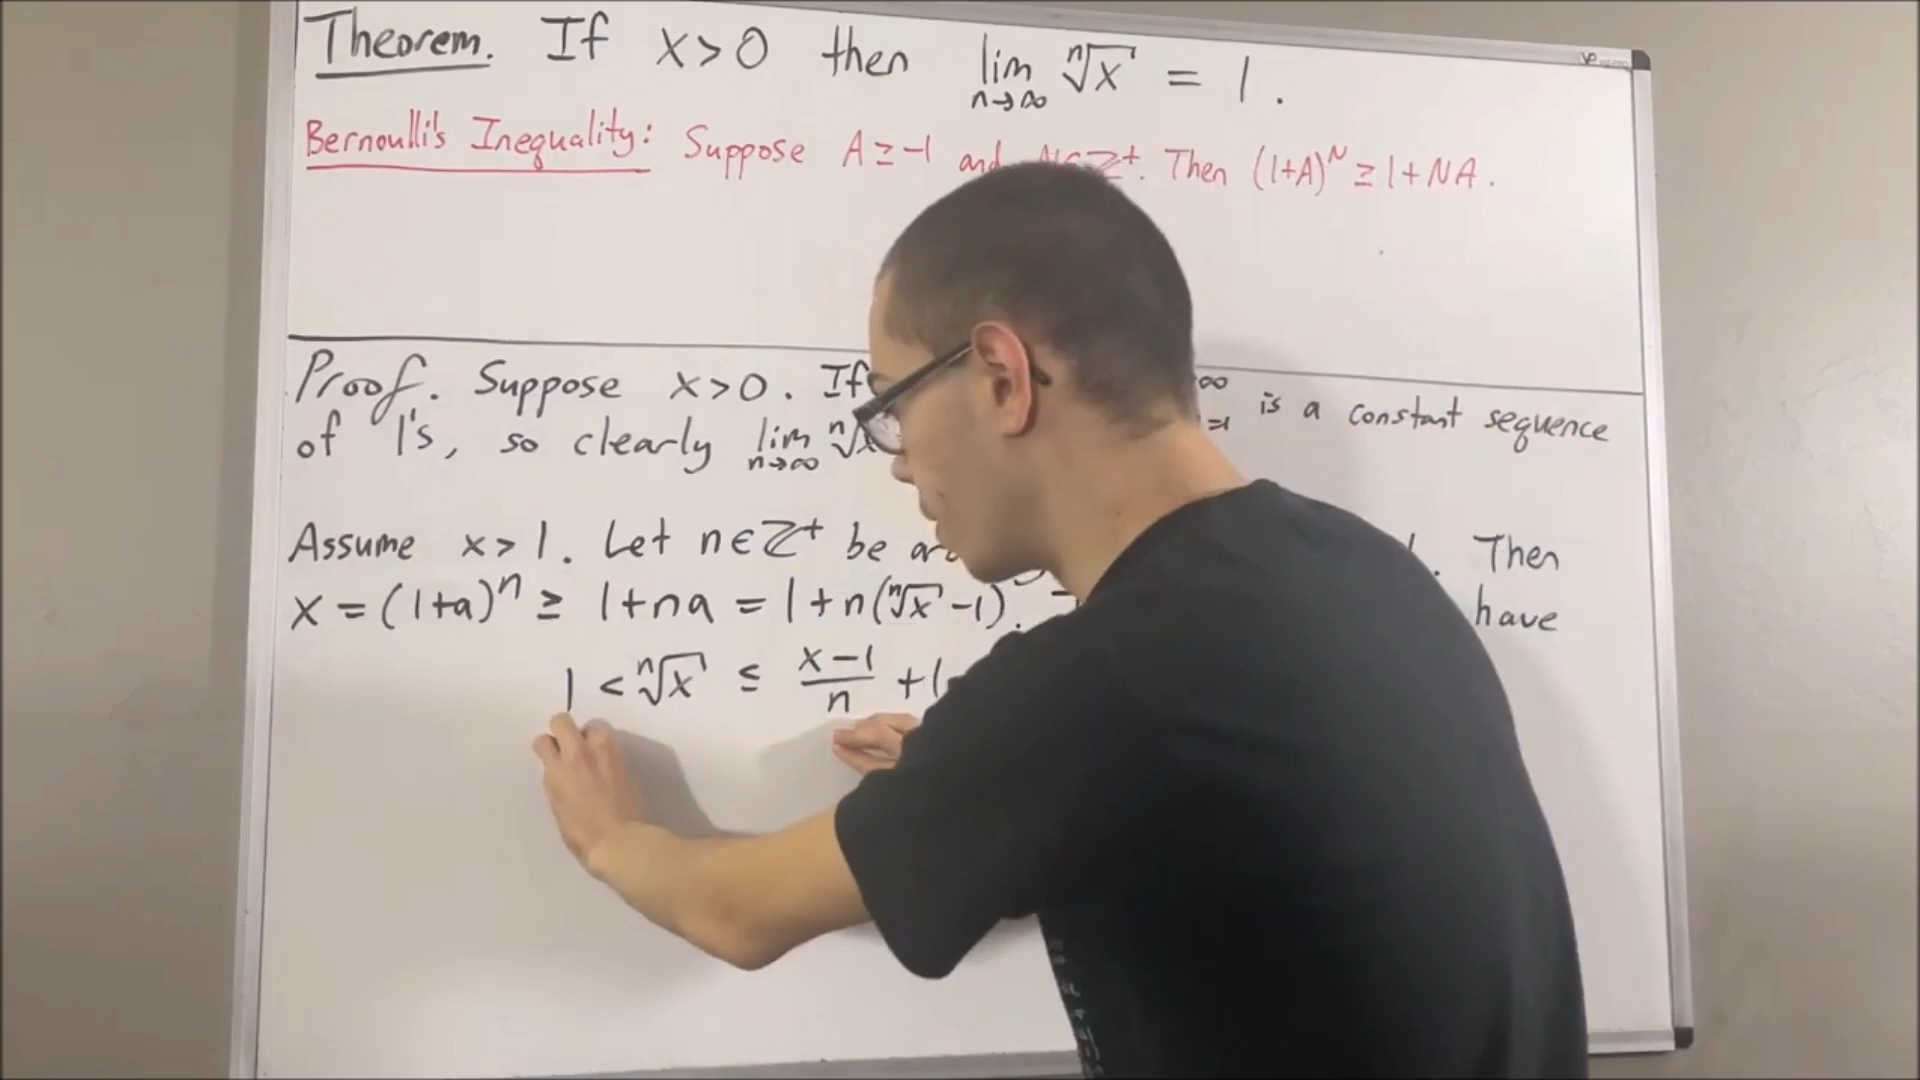 Theorem. If x>0 then lim n→∞ ⁿ√x = 1.
Bernoulli's Inequality: Suppose A≥-1 and N∈ℤ⁺. Then (1+A)ᴺ ≥ 1+NA.
Proof. Suppose x>0. If ∞ =1 is a constant sequence
of 1's, so clearly lim n→∞ ⁿ√x
Assume x>1. Let n∈ℤ⁺ be Then
x = (1+a)ⁿ ≥ 1+na = 1+n(ⁿ√x -1). have
1 < ⁿ√x ≤ (x-1)/n +1